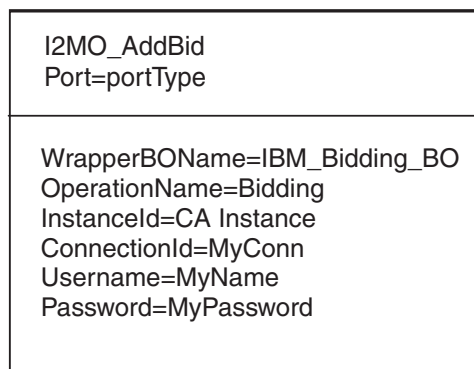 I2MO_AddBid
Port=portType
WrapperBOName=IBM_Bidding_BO
OperationName=Bidding
InstanceId=CA Instance
ConnectionId=MyConn
Username=MyName
Password=MyPassword